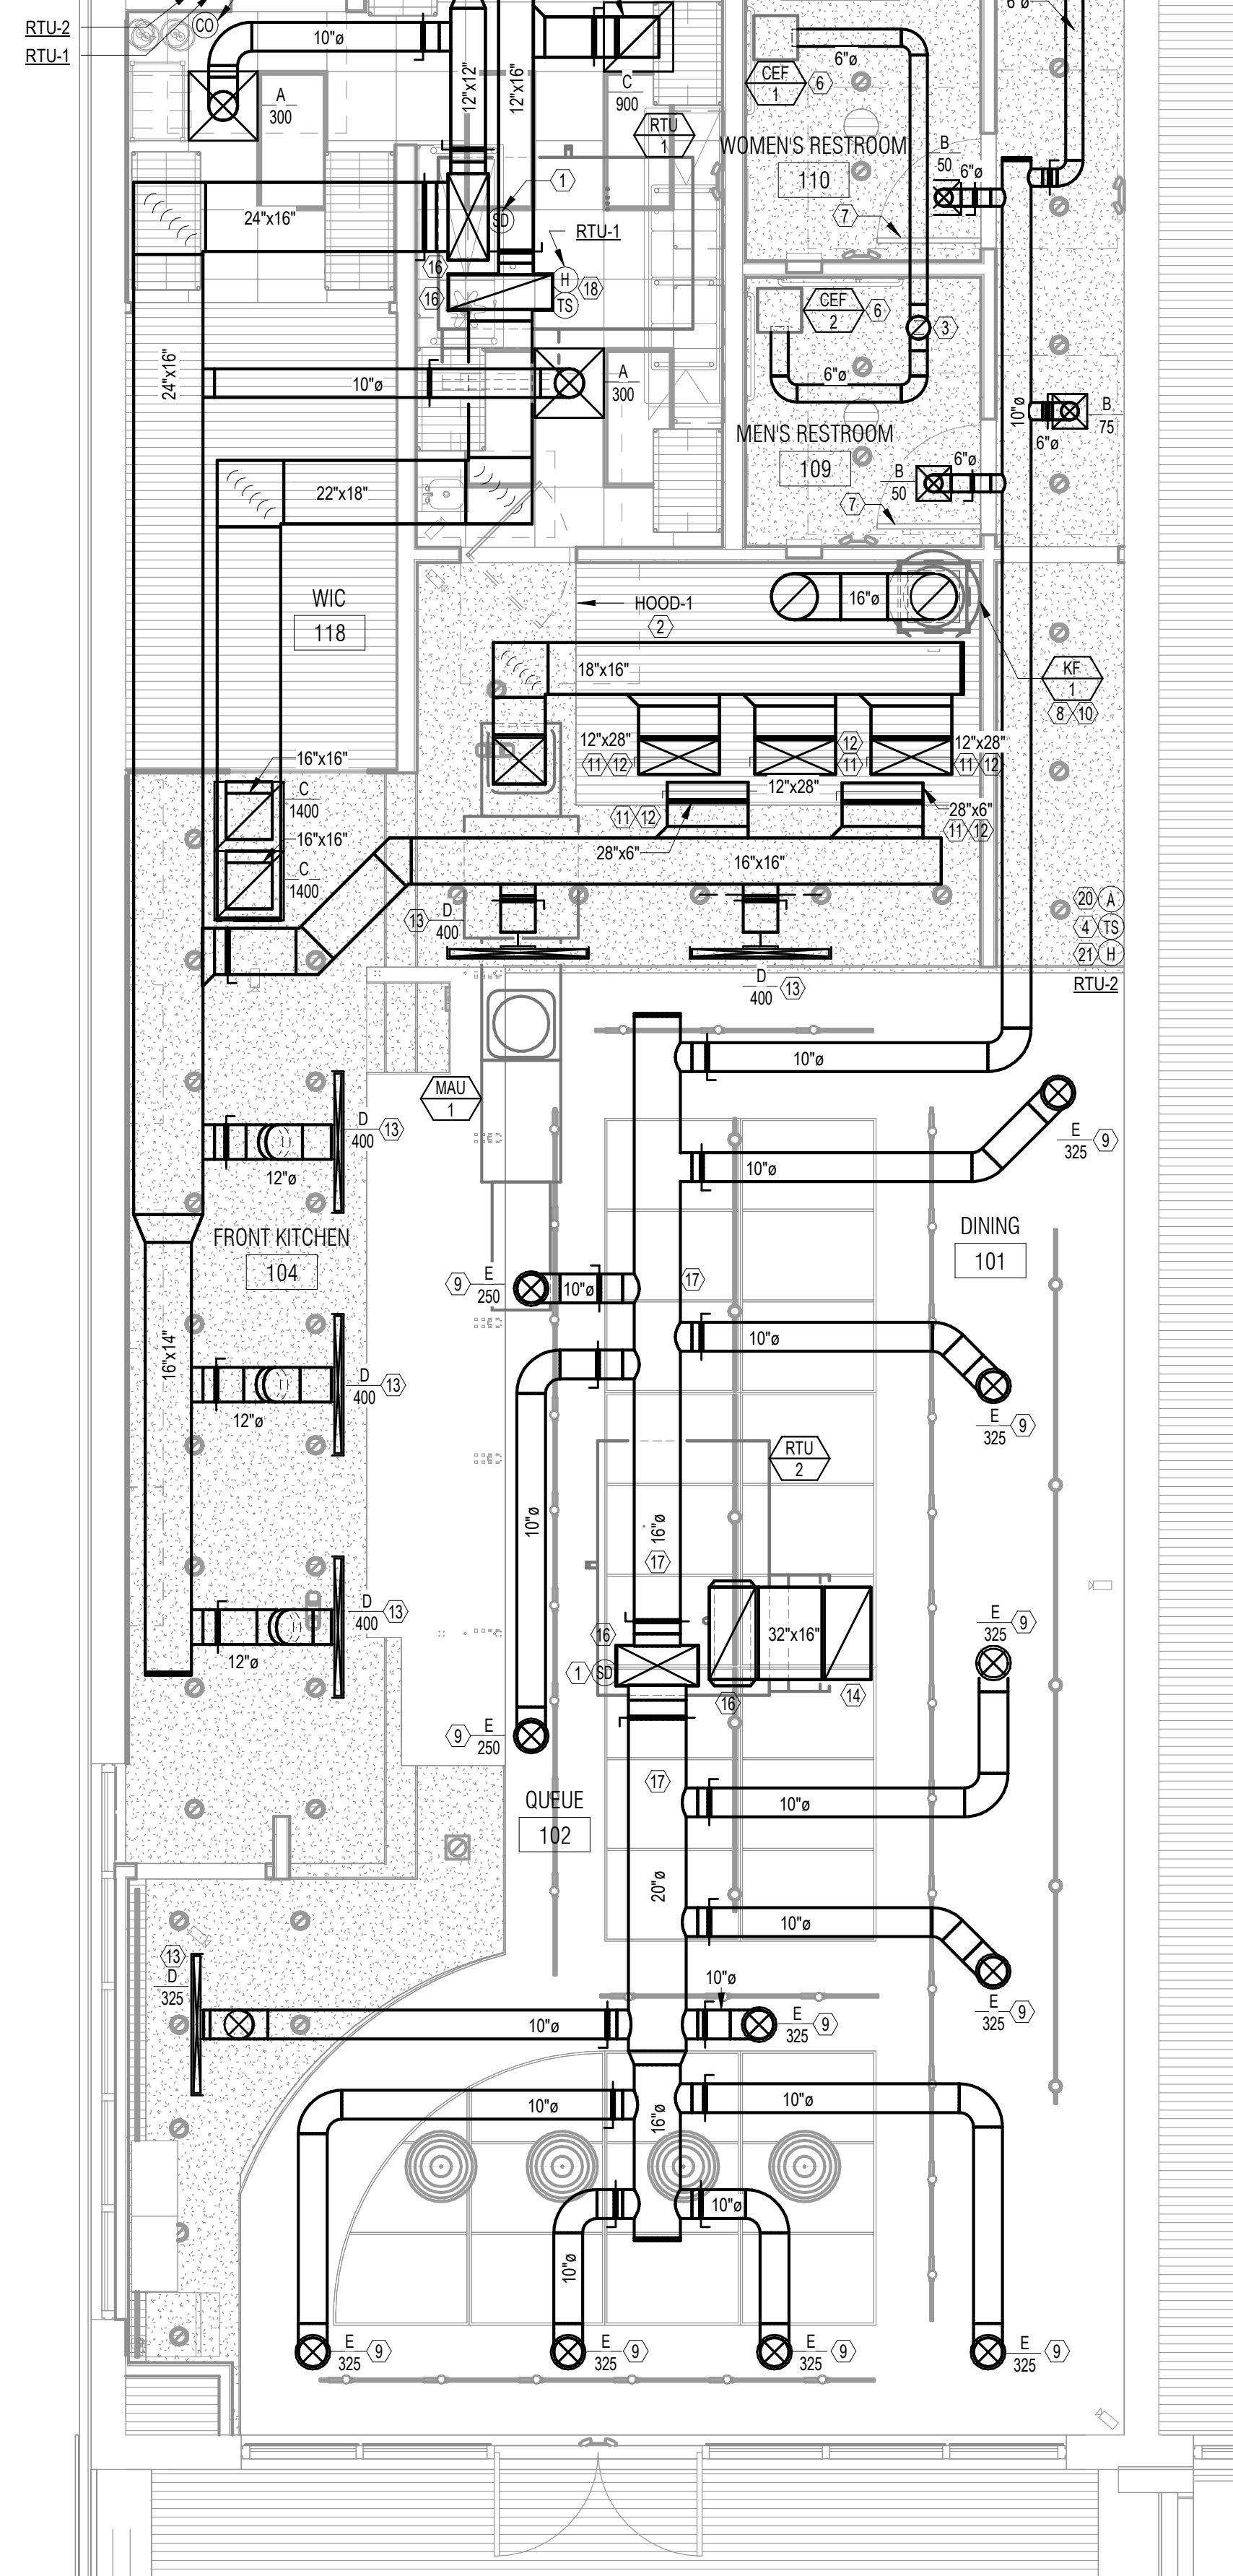 6"ø
RTU-2
CO
RTU-1
10"ø
12"x12"
12"x16"
C
900
A
300
RTU
1
CEF
1
6
6"ø
WOMEN'S RESTROOM
110
B
50
6"ø
7
24"x16"
SD
1
RTU-1
16
H
18
16
TS
CEF
2
6
3
24"x16"
10"ø
A
300
6"ø
10"ø
B
75
6"ø
MEN'S RESTROOM
109
B
50
6"ø
7
22"x18"
WIC
118
HOOD-1
2
16"ø
18"x16"
KF
1
8
10
12"x28"
11
12
12
11
12"x28"
11
12
16"x16"
C
1400
12"x28"
28"x6"
11
12
11
12
16"x16"
28"x6"
16"x16"
C
1400
13
D
400
20
A
4
TS
21
H
RTU-2
D
400
13
10"ø
MAU
1
D
400
13
12"ø
10"ø
E
325
9
FRONT KITCHEN
104
DINING
101
9
E
250
10"ø
17
10"ø
16"x14"
D
400
13
12"ø
E
325
9
RTU
2
10"ø
16"ø
17
D
400
13
12"ø
16
32"x16"
E
325
9
1
SD
16
14
9
E
250
17
QUEUE
102
10"ø
20"ø
10"ø
13
D
325
10"ø
E
325
9
10"ø
E
325
9
10"ø
16"ø
10"ø
10"ø
10"ø
E
325
9
E
325
9
E
325
9
E
325
9